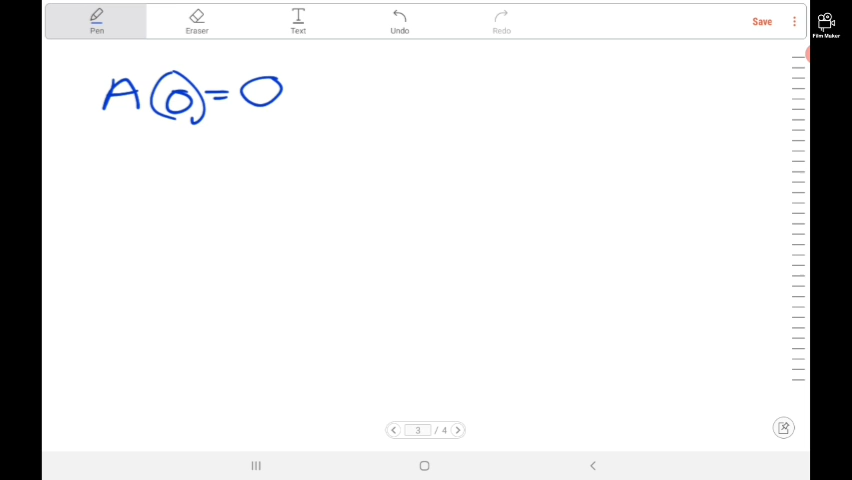 Pen
Eraser
Text
Undo
Redo
Save
Film Maker
A(0)=0
3 / 4